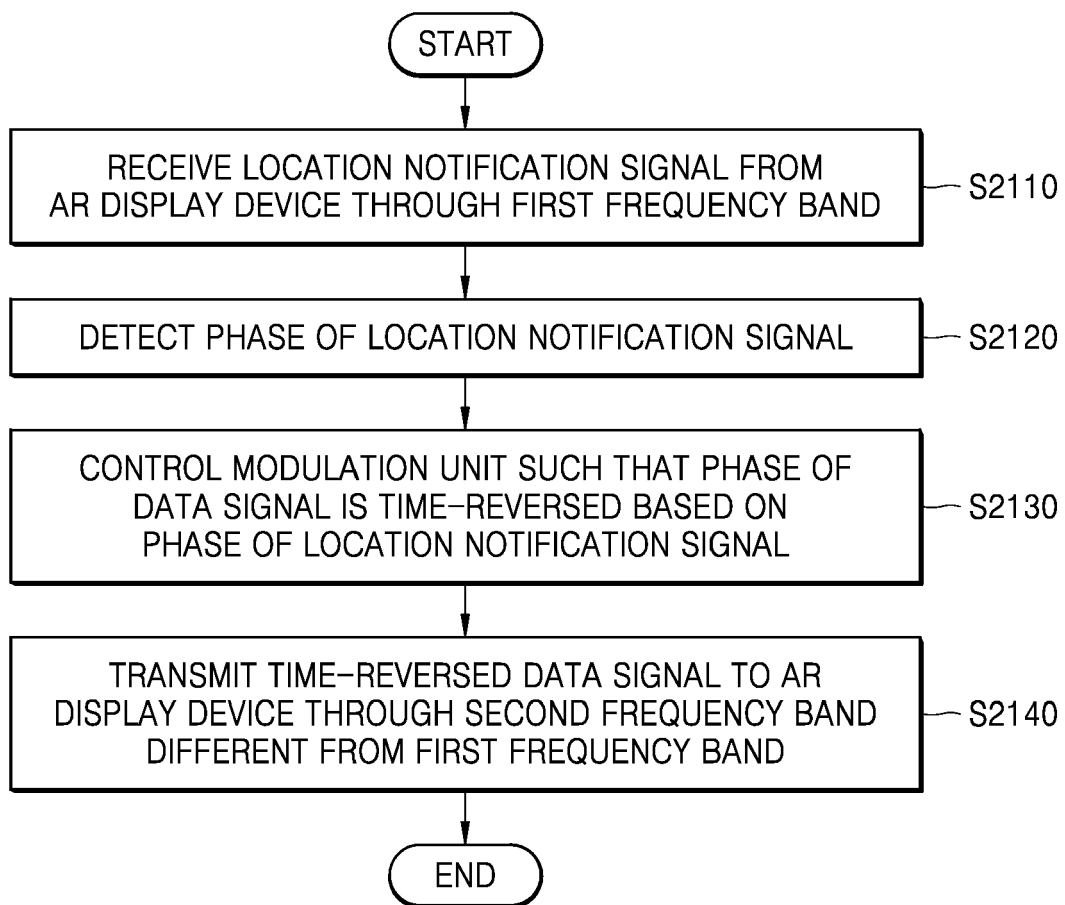 START
RECEIVE LOCATION NOTIFICATION SIGNAL FROM
AR DISPLAY DEVICE THROUGH FIRST FREQUENCY BAND
S2110
DETECT PHASE OF LOCATION NOTIFICATION SIGNAL
S2120
CONTROL MODULATION UNIT SUCH THAT PHASE OF
DATA SIGNAL IS TIME-REVERSED BASED ON
PHASE OF LOCATION NOTIFICATION SIGNAL
S2130
TRANSMIT TIME-REVERSED DATA SIGNAL TO AR
DISPLAY DEVICE THROUGH SECOND FREQUENCY BAND
DIFFERENT FROM FIRST FREQUENCY BAND
S2140
END